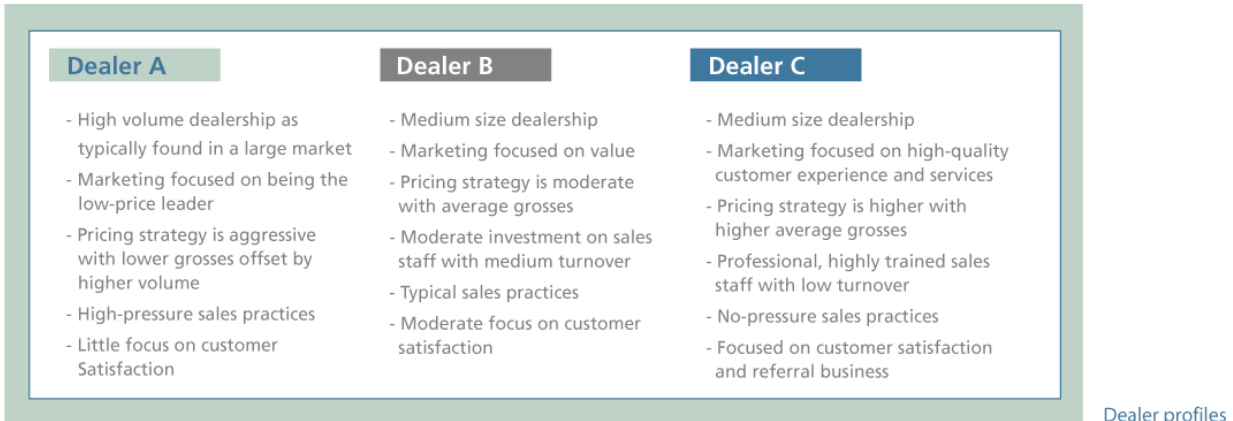 Dealer A
- High volume dealership as
typically found in a large market
- Marketing focused on being the
low-price leader
- Pricing strategy is aggressive
with lower grosses offset by
higher volume
- High-pressure sales practices
- Little focus on customer
Satisfaction
Dealer B
- Medium size dealership
- Marketing focused on value
- Pricing strategy is moderate
with average grosses
- Moderate investment on sales
staff with medium turnover
- Typical sales practices
- Moderate focus on customer
satisfaction
Dealer C
- Medium size dealership
- Marketing focused on high-quality
customer experience and services
- Pricing strategy is higher with
higher average grosses
- Professional, highly trained sales
staff with low turnover
- No-pressure sales practices
- Focused on customer satisfaction
and referral business
Dealer profiles